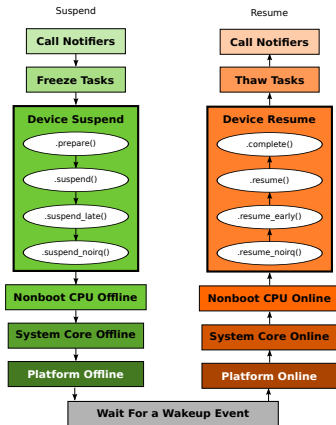 Suspend
Call Notifiers
Freeze Tasks
Device Suspend
.prepare()
.suspend()
.suspend_late()
.suspend_noirq()
Nonboot CPU Offline
System Core Offline
Platform Offline
Resume
Call Notifiers
Thaw Tasks
Device Resume
.complete()
.resume()
.resume_early()
.resume_noirq()
Nonboot CPU Online
System Core Online
Platform Online
Wait For a Wakeup Event